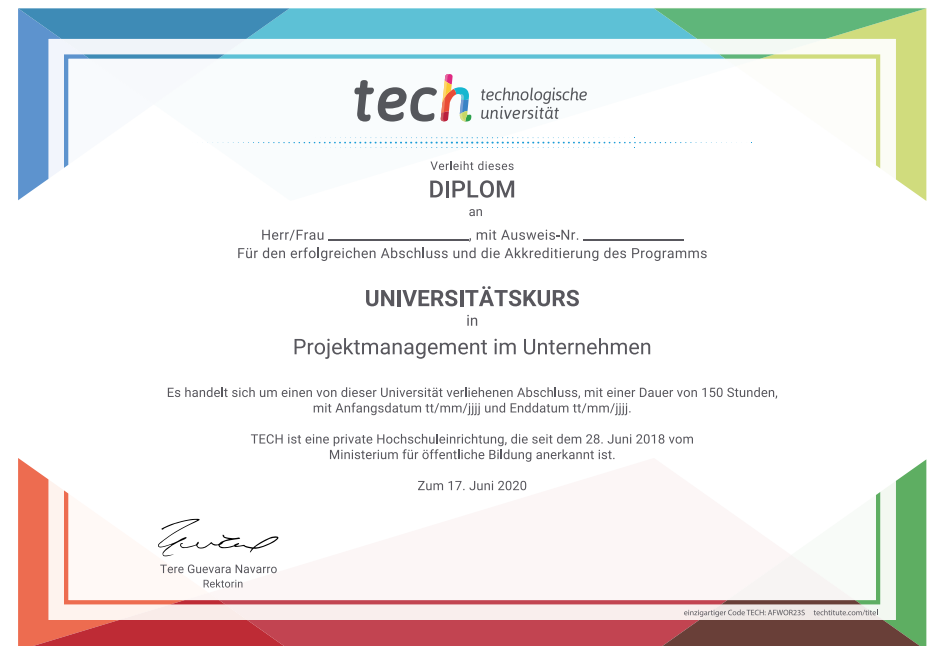 tech technologische
universität
Verleiht dieses
DIPLOM
an
Herr/Frau ____________, mit Ausweis-Nr. ____________
Für den erfolgreichen Abschluss und die Akkreditierung des Programms
UNIVERSITÄTSKURS
in
Projektmanagement im Unternehmen
Es handelt sich um einen von dieser Universität verliehenen Abschluss, mit einer Dauer von 150 Stunden,
mit Anfangsdatum tt/mm/jjjj und Enddatum tt/mm/jjjj.
TECH ist eine private Hochschuleinrichtung, die seit dem 28. Juni 2018 vom
Ministerium für öffentliche Bildung anerkannt ist.
Zum 17. Juni 2020
Tere Guevara Navarro
Rektorin
einzigartiger Code TECH: AFWOR23S techtitute.com/titel